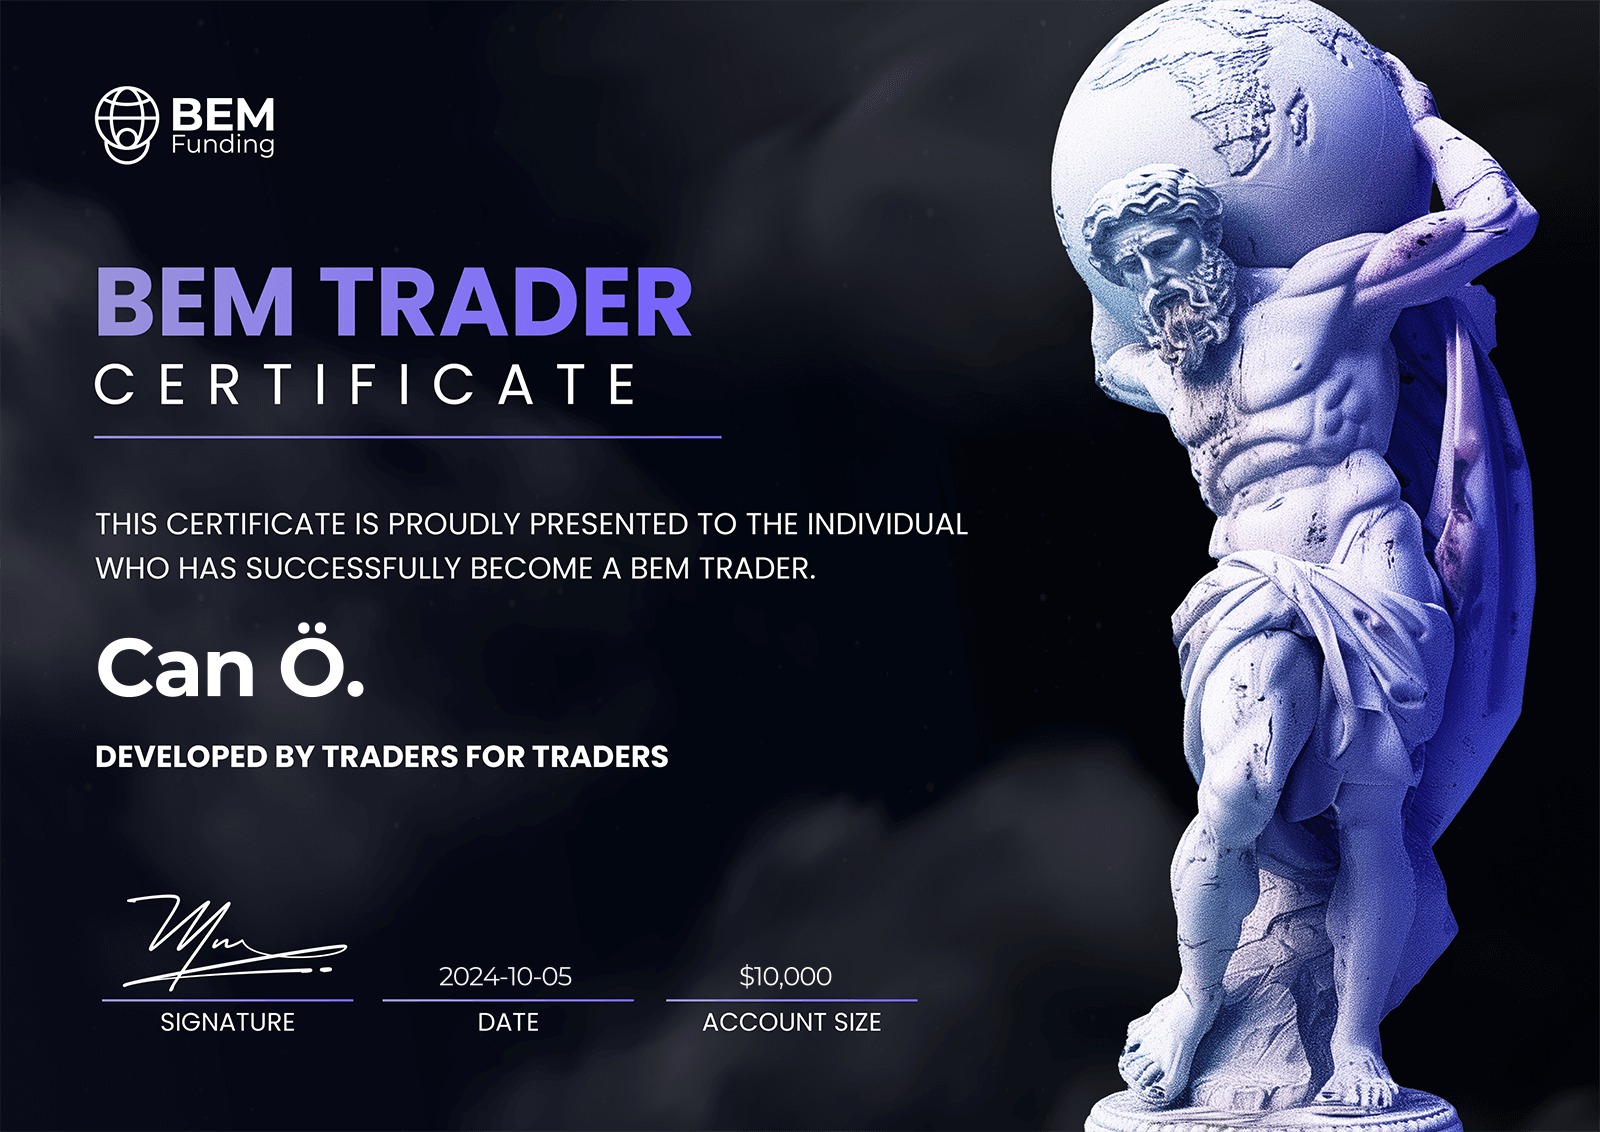 BEM
Funding
BEM TRADER
CERTIFICATE
THIS CERTIFICATE IS PROUDLY PRESENTED TO THE INDIVIDUAL
WHO HAS SUCCESSFULLY BECOME A BEM TRADER.
Can Ö.
DEVELOPED BY TRADERS FOR TRADERS
2024-10-05
$10,000
SIGNATURE
DATE
ACCOUNT SIZE